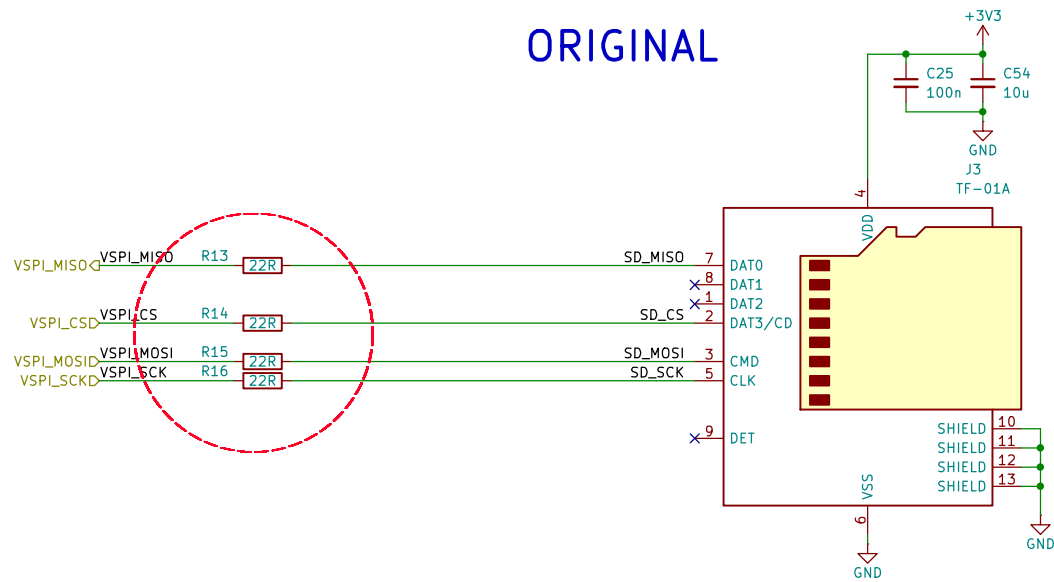 ORIGINAL
+3V3
C25
100n
C54
10u
GND
J3
TF-01A
4
VDD
VSPI_MISO
VSPI_MISO
R13
22R
SD_MISO
7
DAT0
8
DAT1
1
DAT2
VSPI_CS
VSPI_CS
R14
22R
SD_CS
2
DAT3/CD
VSPI_MOSI
VSPI_MOSI
R15
22R
SD_MOSI
3
CMD
VSPI_SCK
VSPI_SCK
R16
22R
SD_SCK
5
CLK
9
DET
SHIELD
10
SHIELD
11
SHIELD
12
SHIELD
13
VSS
6
GND
GND